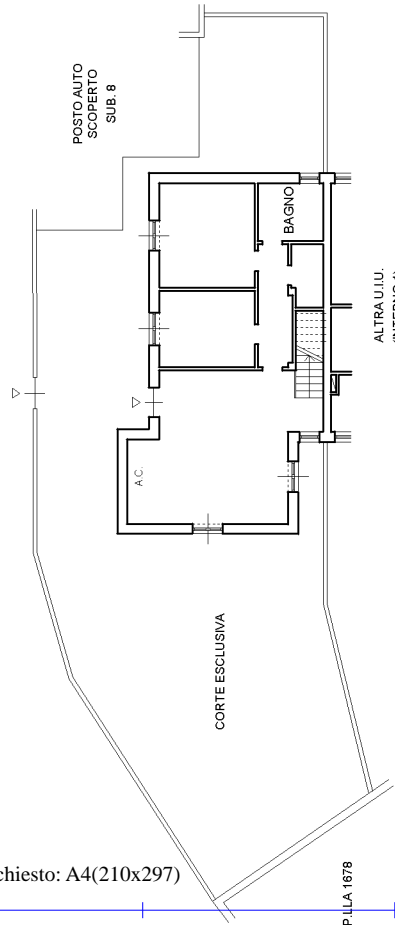 POSTO AUTO
SCOPERTO
SUB. 8
BAGNO
ALTRA U.I.U.
A.C.
CORTE ESCLUSIVA
chiesto: A4(210x297)
P.LLA 1678